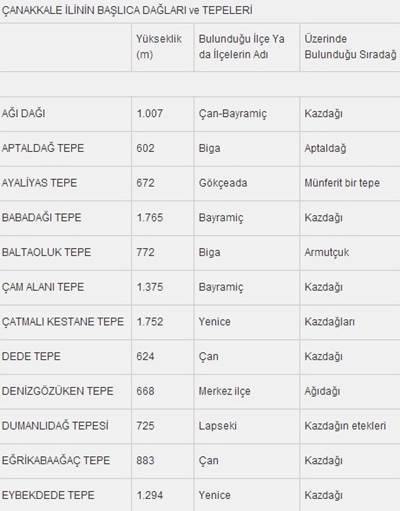 ÇANAKKALE İLİNİN BAŞLICA DAĞLARI ve TEPELERİ
Yükseklik (m) Bulunduğu İlçe Ya da İlçelerin Adı Üzerinde Bulunduğu Sıradağ
AĞI DAĞI 1.007 Çan-Bayramiç Kazdağı
APTALDAĞ TEPE 602 Biga Aptaldağ
AYALİYAS TEPE 672 Gökçeada Münferit bir tepe
BABADAĞI TEPE 1.765 Bayramiç Kazdağı
BALTAOLUK TEPE 772 Biga Armutçuk
ÇAM ALANI TEPE 1.375 Bayramiç Kazdağı
ÇATMALI KESTANE TEPE 1.752 Yenice Kazdağları
DEDE TEPE 624 Çan Kazdağı
DENİZGÖZÜKEN TEPE 668 Merkez ilçe Ağıdağı
DUMANLIDAĞ TEPESİ 725 Lapseki Kazdağın etekleri
EĞRİKABAAĞAÇ TEPE 883 Çan Kazdağı
EYBEKDEDE TEPE 1.294 Yenice Kazdağı